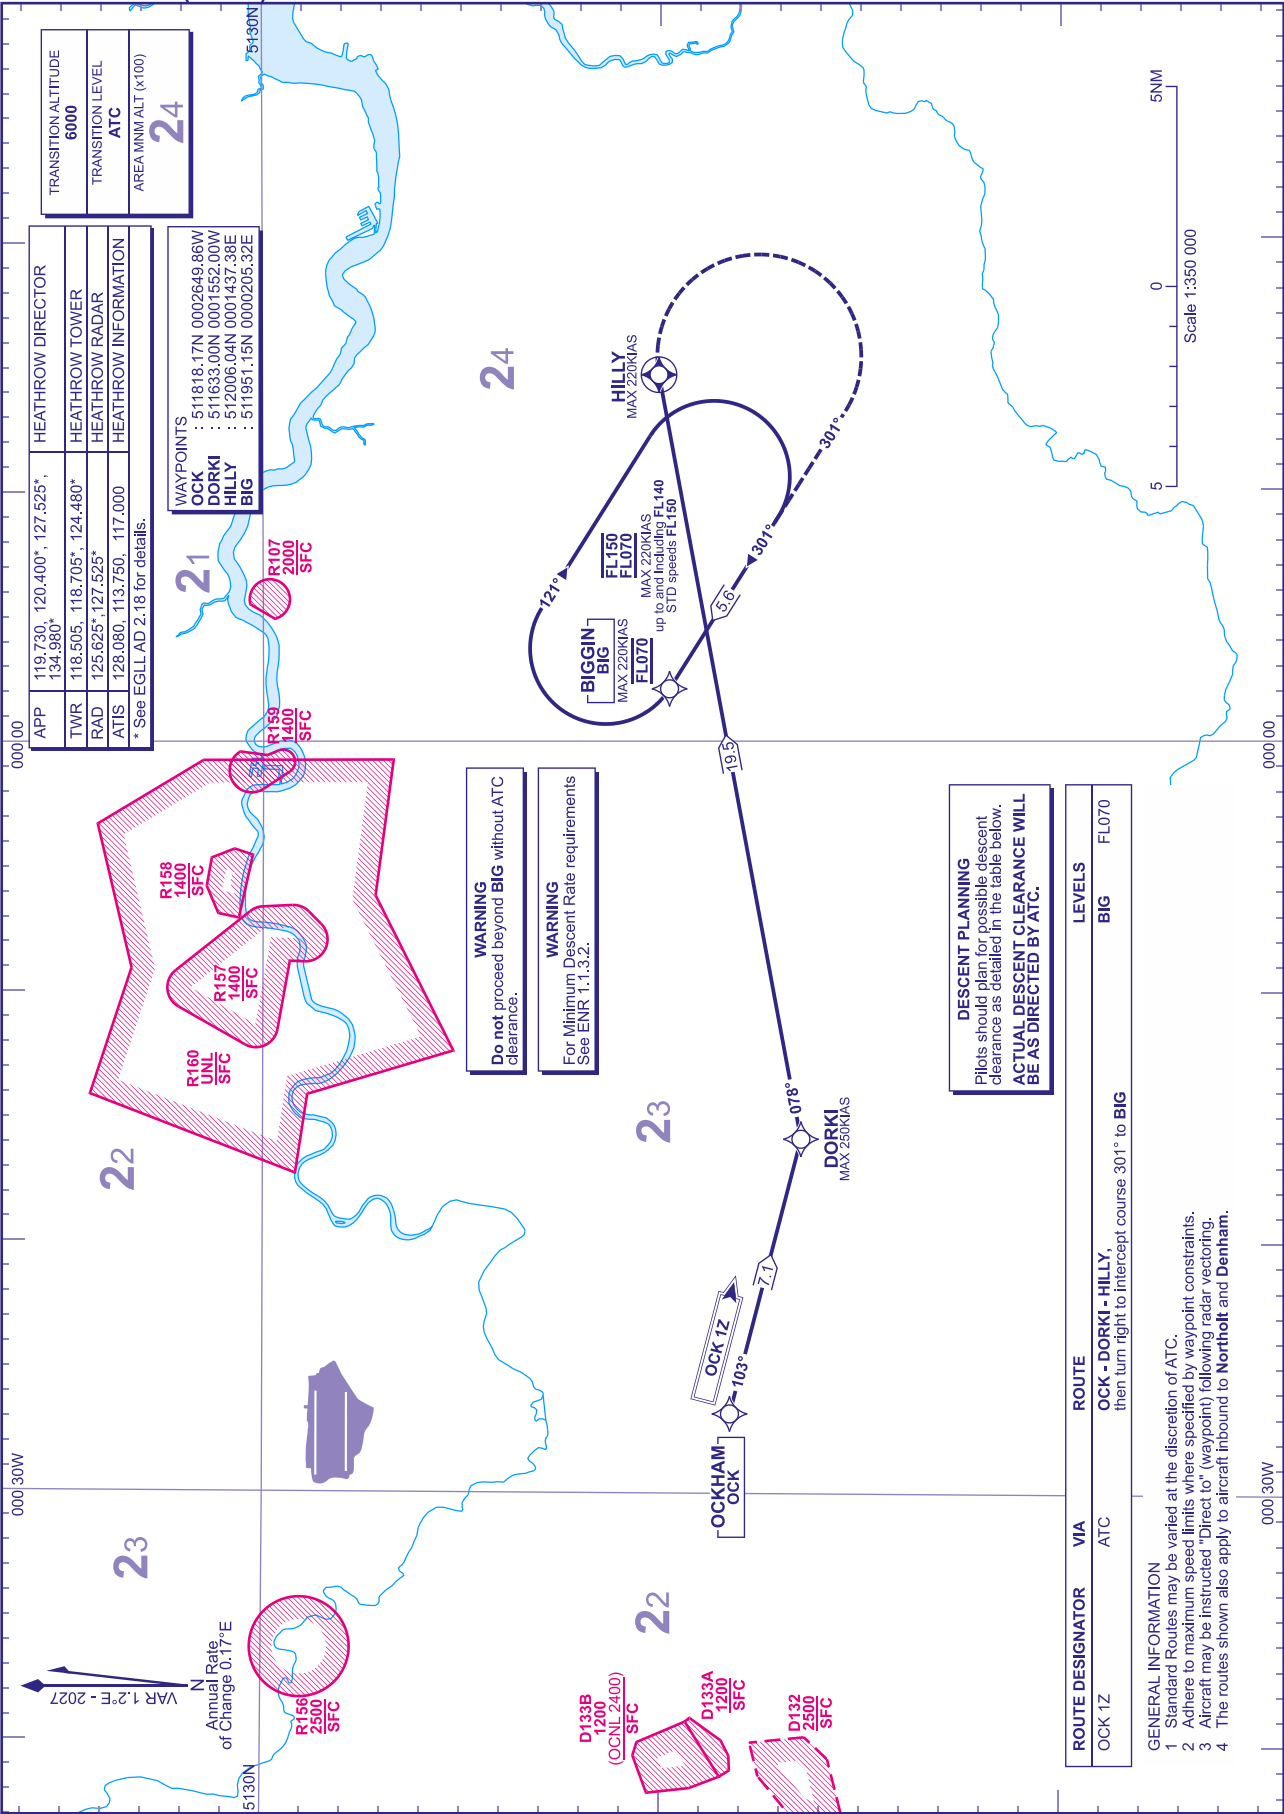 TRANSITION ALTITUDE
6000
TRANSITION LEVEL
ATC
AREA MNM ALT (x100)
24
APP 119.730, 120.400*, 127.525*, HEATHROW DIRECTOR
134.980*
TWR 118.505, 118.705*, 124.480* HEATHROW TOWER
RAD 125.625*, 127.525* HEATHROW RADAR
ATIS 128.080, 113.750, 117.000 HEATHROW INFORMATION
* See EGLL AD 2.18 for details.
WAYPOINTS
OCK : 511818.17N 0002649.86W
DORKI : 511633.00N 0001552.00W
HILLY : 512006.04N 0001437.38E
BIG : 511951.15N 0000205.32E
000 30W
000 00
5130N
5130N
VAR 1.2°E - 2027
N
Annual Rate
of Change 0.17°E
23
22
21
24
23
22
R156
2500
SFC
R160
UNL
SFC
R157
1400
SFC
R158
1400
SFC
R159
1400
SFC
R107
2000
SFC
D133B
1200
(OCNL 2400)
SFC
D133A
1200
SFC
D132
2500
SFC
WARNING
Do not proceed beyond BIG without ATC
clearance.
WARNING
For Minimum Descent Rate requirements
See ENR 1.1.3.2.
OCKHAM
OCK
OCK 1Z
103°
7.1
DORKI
MAX 250KIAS
078°
19.5
BIGGIN
BIG
MAX 220KIAS
FL070
FL150
FL070
MAX 220KIAS
up to and including FL140
STD speeds FL150
121°
5.6
301°
301°
HILLY
MAX 220KIAS
5 0 5NM
Scale 1:350 000
DESCENT PLANNING
Pilots should plan for possible descent
clearance as detailed in the table below.
ACTUAL DESCENT CLEARANCE WILL
BE AS DIRECTED BY ATC.
ROUTE DESIGNATOR VIA ROUTE LEVELS
OCK 1Z ATC OCK - DORKI - HILLY, BIG FL070
then turn right to intercept course 301° to BIG
GENERAL INFORMATION
1 Standard Routes may be varied at the discretion of ATC.
2 Adhere to maximum speed limits where specified by waypoint constraints.
3 Aircraft may be instructed "Direct to" (waypoint) following radar vectoring.
4 The routes shown also apply to aircraft inbound to Northolt and Denham.
000 30W
000 00